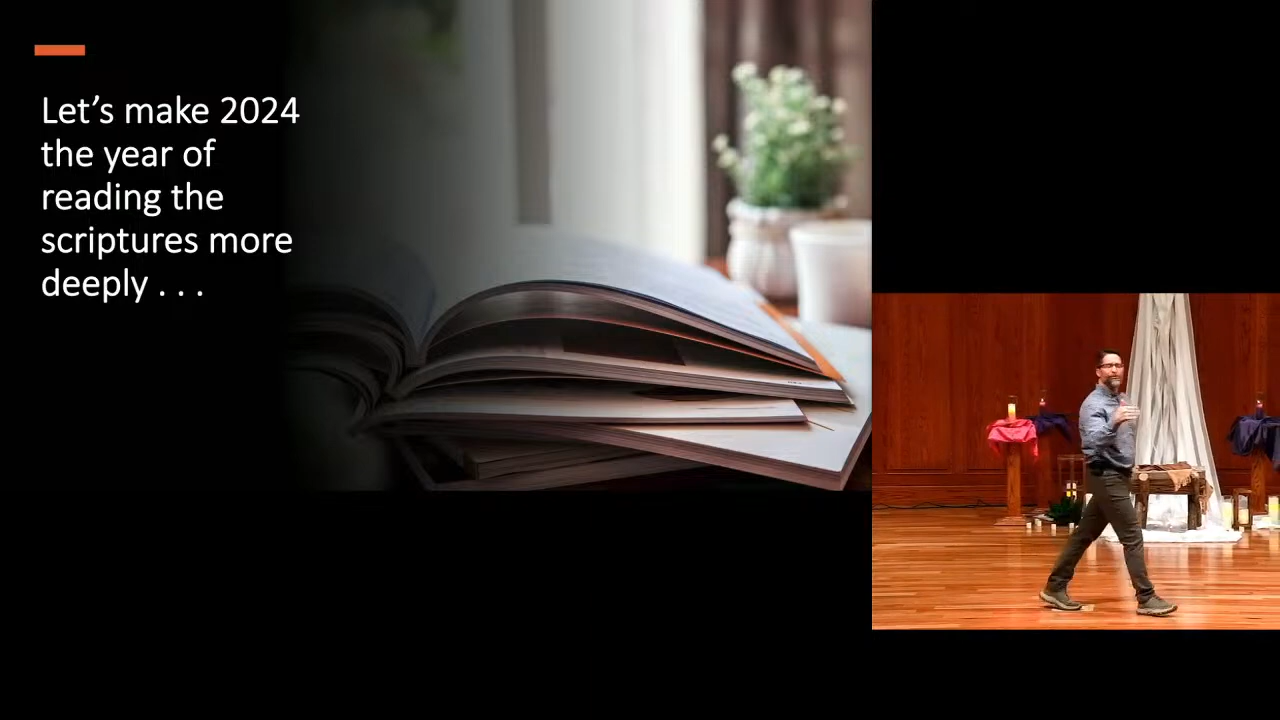 Let’s make 2024
the year of
reading the
scriptures more
deeply . . .